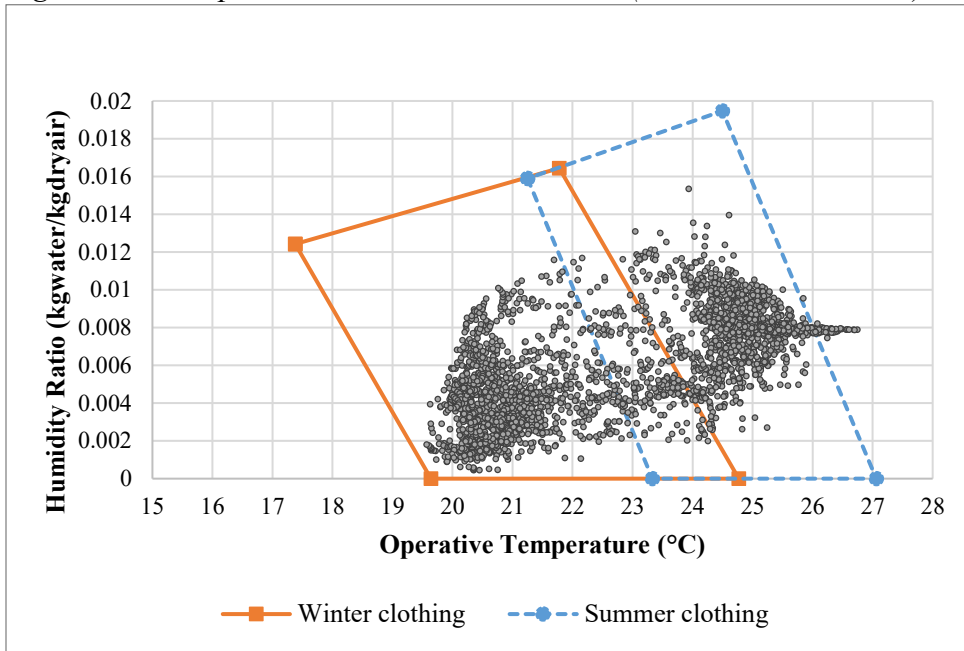 Humidity Ratio (kgwater/kgdryair)
0.02
0.018
0.016
0.014
0.012
0.01
0.008
0.006
0.004
0.002
0
15 16 17 18 19 20 21 22 23 24 25 26 27 28
Operative Temperature (°C)
Winter clothing Summer clothing